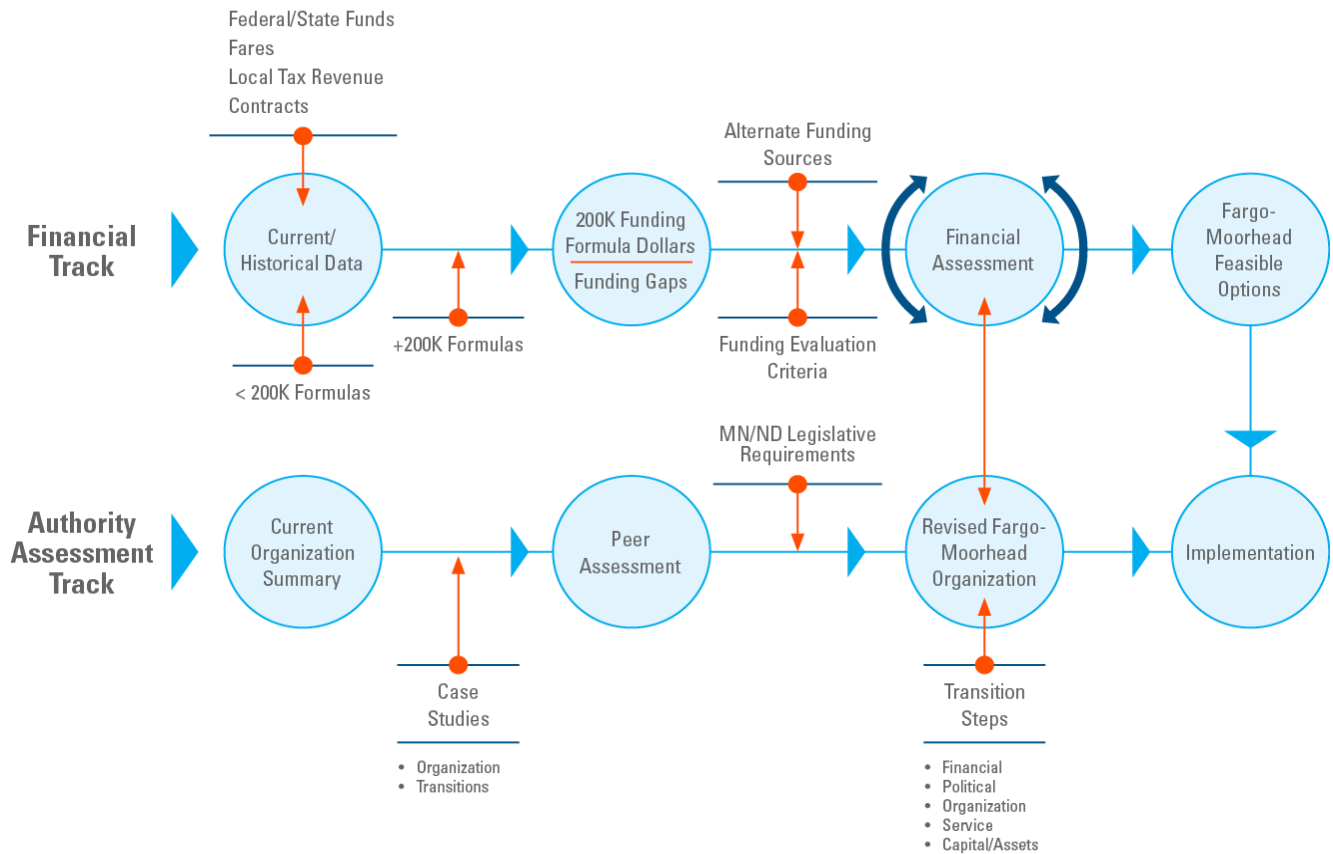 Federal/State Funds
Fares
Local Tax Revenue
Contracts
Financial
Track
Current/
Historical Data
< 200K Formulas
+200K Formulas
200K Funding
Formula Dollars
Funding Gaps
Alternate Funding
Sources
Funding Evaluation
Criteria
Financial
Assessment
Fargo-
Moorhead
Feasible
Options
Authority
Assessment
Track
Current
Organization
Summary
Case
Studies
• Organization
• Transitions
Peer
Assessment
MN/ND Legislative
Requirements
Revised Fargo-
Moorhead
Organization
Transition
Steps
• Financial
• Political
• Organization
• Service
• Capital/Assets
Implementation